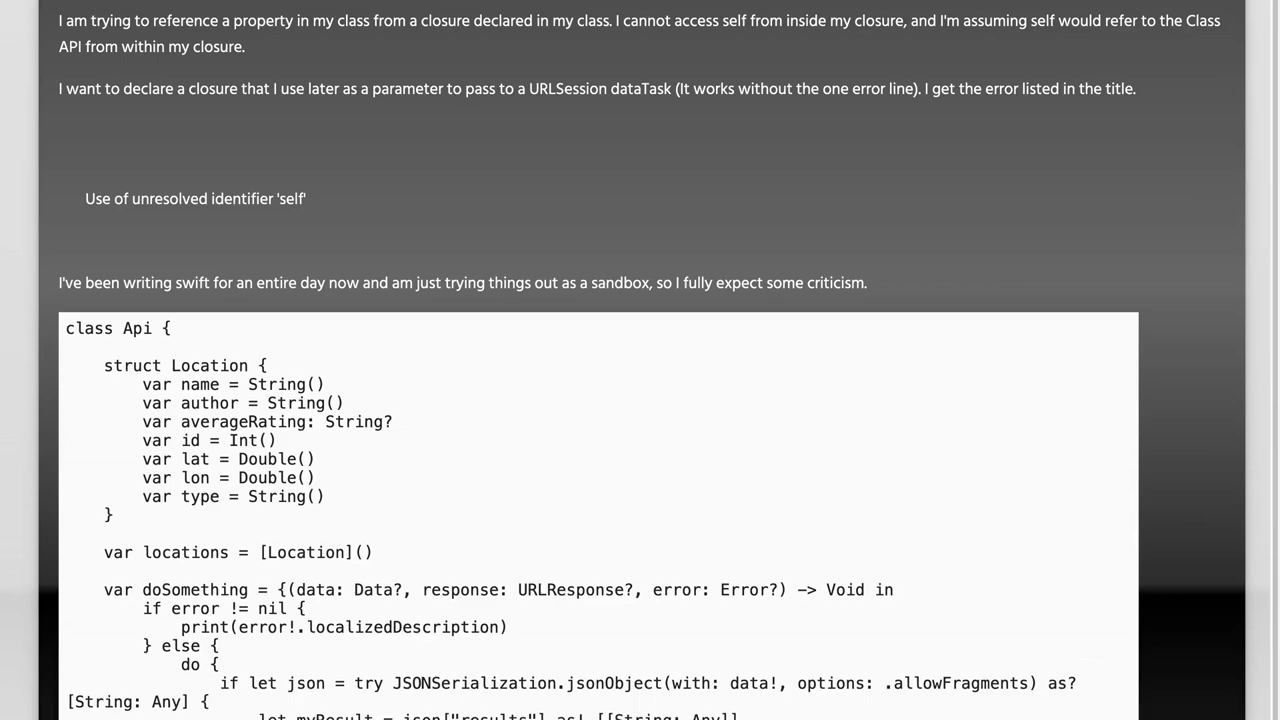 I am trying to reference a property in my class from a closure declared in my class. I cannot access self from inside my closure, and I'm assuming self would refer to the Class
API from within my closure.
I want to declare a closure that I use later as a parameter to pass to a URLSession dataTask (It works without the one error line). I get the error listed in the title.
Use of unresolved identifier 'self'
I've been writing swift for an entire day now and am just trying things out as a sandbox, so I fully expect some criticism.
class Api {
struct Location {
var name = String()
var author = String()
var averageRating: String?
var id = Int()
var lat = Double()
var lon = Double()
var type = String()
}
var locations = [Location]()
var doSomething = {(data: Data?, response: URLResponse?, error: Error?) -> Void in
if error != nil {
print(error!.localizedDescription)
} else {
do {
if let json = try JSONSerialization.jsonObject(with: data!, options: .allowFragments) as?
[String: Any] {
let myResult = json["results"] as! [[String: Any]]